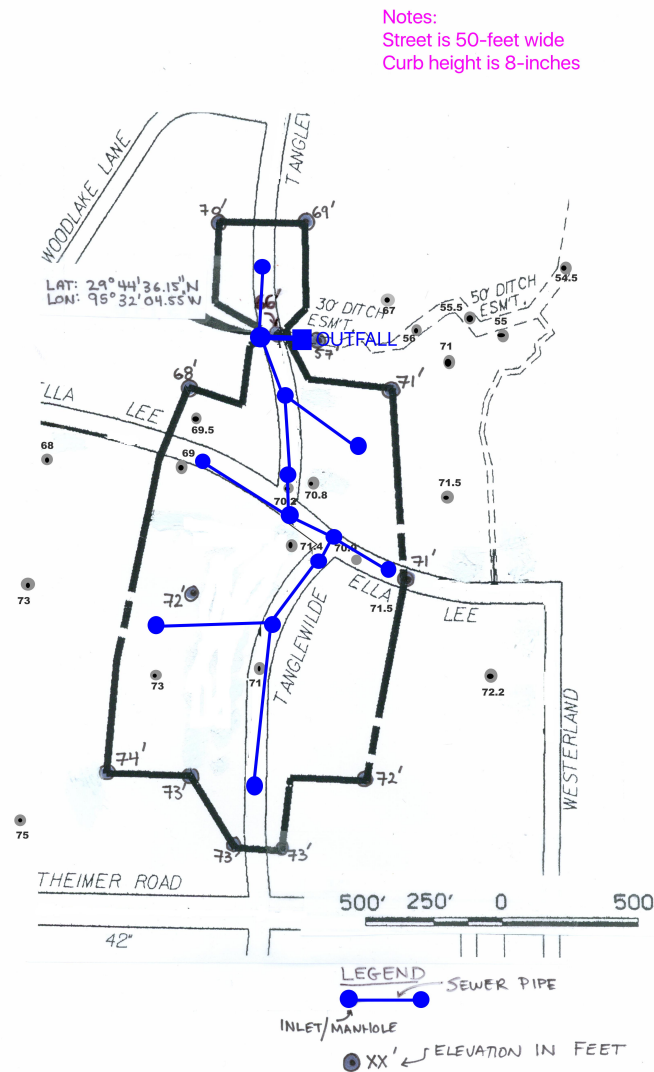 Notes:
Street is 50-feet wide
Curb height is 8-inches
WOODLAKE LANE
TANGLEW
70'
69'
LAT: 29°44'36.15"N
LON: 95°32'04.55"W
66'
30' DITCH
ESM'T.
67
50' DITCH
ESM'T.
54.5
55.5
55
56
57'
OUTFALL
71
68'
71'
ELLA LEE
69.5
68
69
70.2
70.8
71.5
71.4
70.9
71'
71.5
ELLA LEE
73
72'
TANGLEWILDE
73
71
72.2
WESTERLAND
74'
73'
72'
75
73'
73'
THEIMER ROAD
42"
500' 250' 0 500
LEGEND
SEWER PIPE
INLET/MANHOLE
XX' ELEVATION IN FEET